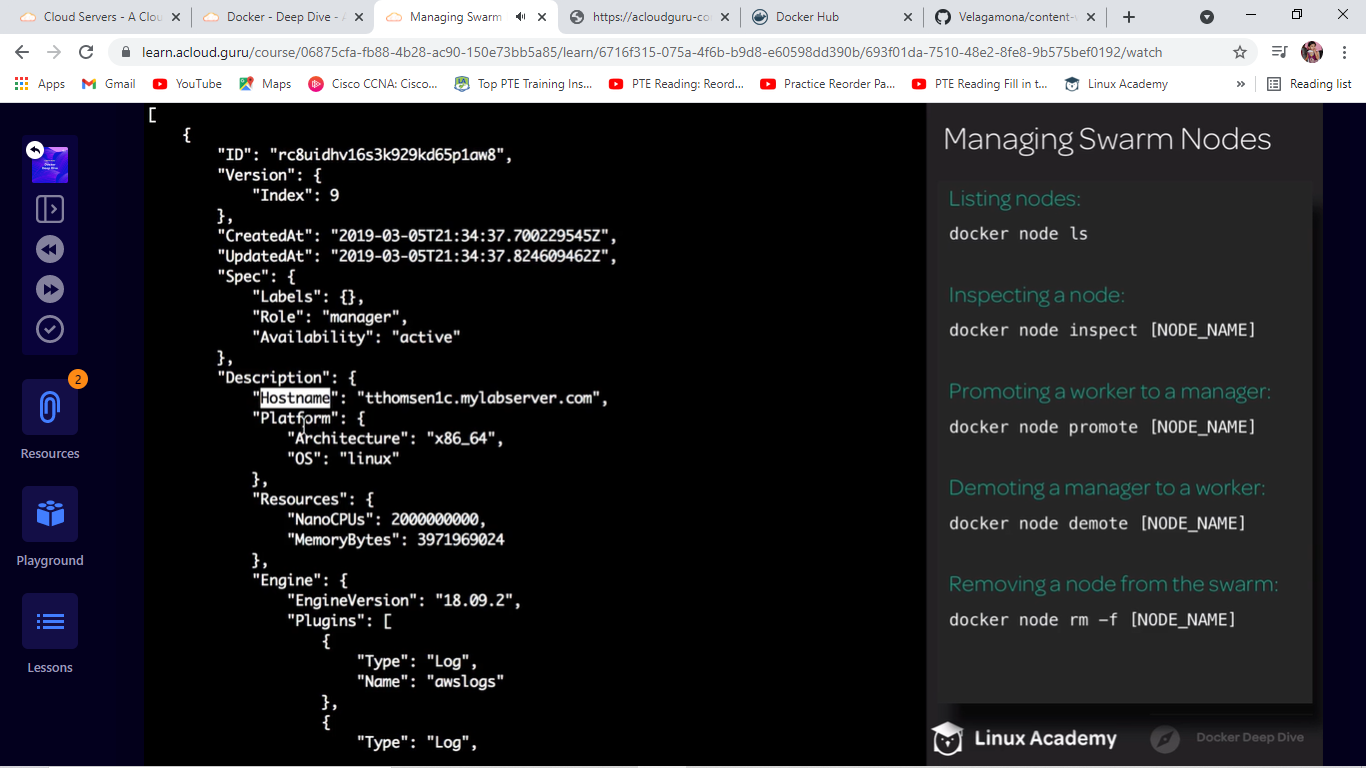 Cloud Servers - A Clou
Docker - Deep Dive - A
Managing Swarm
https://acloudguru-co
Docker Hub
Velagamona/content-
learn.acloud.guru/course/06875cfa-fb88-4b28-ac90-150e73bb5a85/learn/6716f315-075a-4f6b-b9d8-e60598dd390b/693f01da-7510-48e2-8fe8-9b575bef0192/watch
Apps
Gmail
YouTube
Maps
Cisco CCNA: Cisco...
Top PTE Training Ins...
PTE Reading: Reord...
Practice Reorder Pa...
PTE Reading Fill in t...
Linux Academy
»
Reading list
2
Resources
Playground
Lessons
[
{
"ID": "rc8uidhv16s3k929kd65p1aw8",
"Version": {
"Index": 9
},
"CreatedAt": "2019-03-05T21:34:37.700229545Z",
"UpdatedAt": "2019-03-05T21:34:37.824609462Z",
"Spec": {
"Labels": {},
"Role": "manager",
"Availability": "active"
},
"Description": {
"Hostname": "tthomsen1c.mylabserver.com",
"Platform": {
"Architecture": "x86_64",
"OS": "linux"
},
"Resources": {
"NanoCPUs": 2000000000,
"MemoryBytes": 3971969024
},
"Engine": {
"EngineVersion": "18.09.2",
"Plugins": [
{
"Type": "Log",
"Name": "awslogs"
},
{
"Type": "Log",
Managing Swarm Nodes
Listing nodes:
docker node ls
Inspecting a node:
docker node inspect [NODE_NAME]
Promoting a worker to a manager:
docker node promote [NODE_NAME]
Demoting a manager to a worker:
docker node demote [NODE_NAME]
Removing a node from the swarm:
docker node rm -f [NODE_NAME]
Linux Academy
Docker Deep Dive